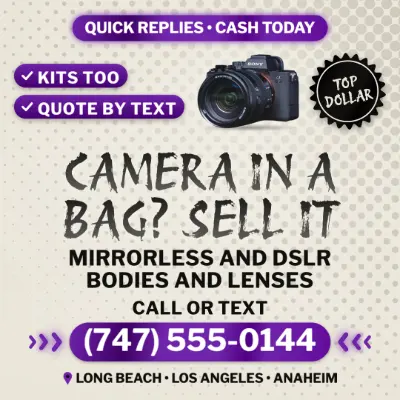 QUICK REPLIES • CASH TODAY
✓ KITS TOO
✓ QUOTE BY TEXT
SONY
TOP
DOLLAR
CAMERA IN A
BAG? SELL IT
MIRRORLESS AND DSLR
BODIES AND LENSES
CALL OR TEXT
(747) 555-0144
LONG BEACH • LOS ANGELES • ANAHEIM